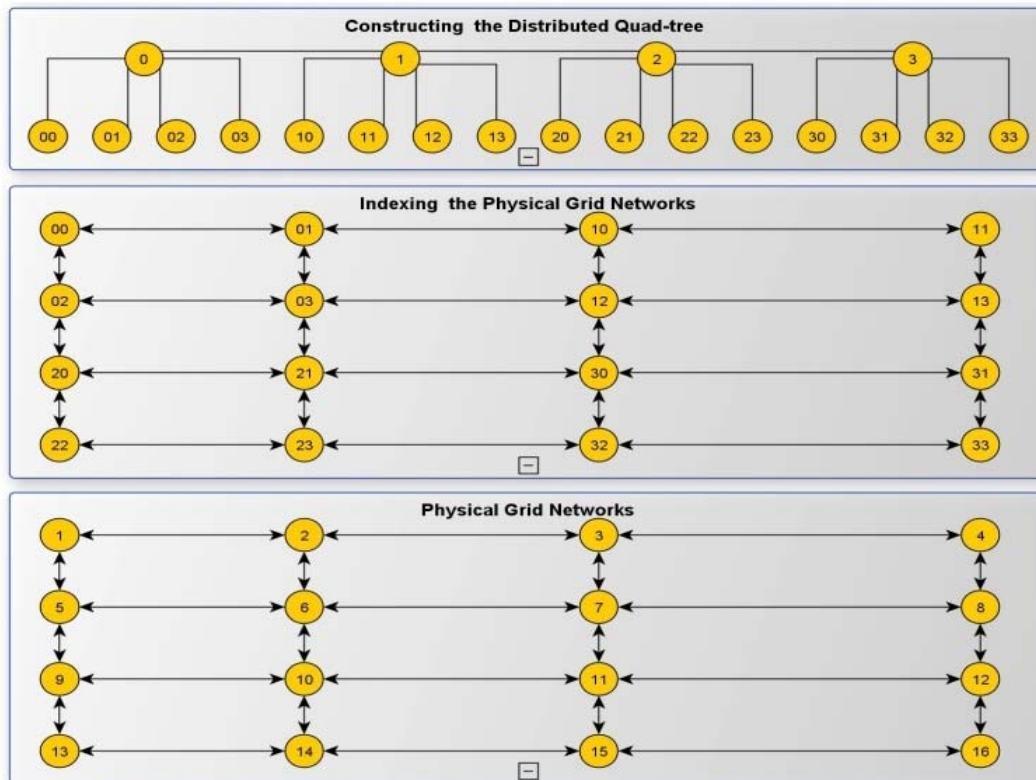 Constructing the Distributed Quad-tree
0 1 2 3
00 01 02 03 10 11 12 13 20 21 22 23 30 31 32 33
Indexing the Physical Grid Networks
00 01 10 11
02 03 12 13
20 21 30 31
22 23 32 33
Physical Grid Networks
1 2 3 4
5 6 7 8
9 10 11 12
13 14 15 16